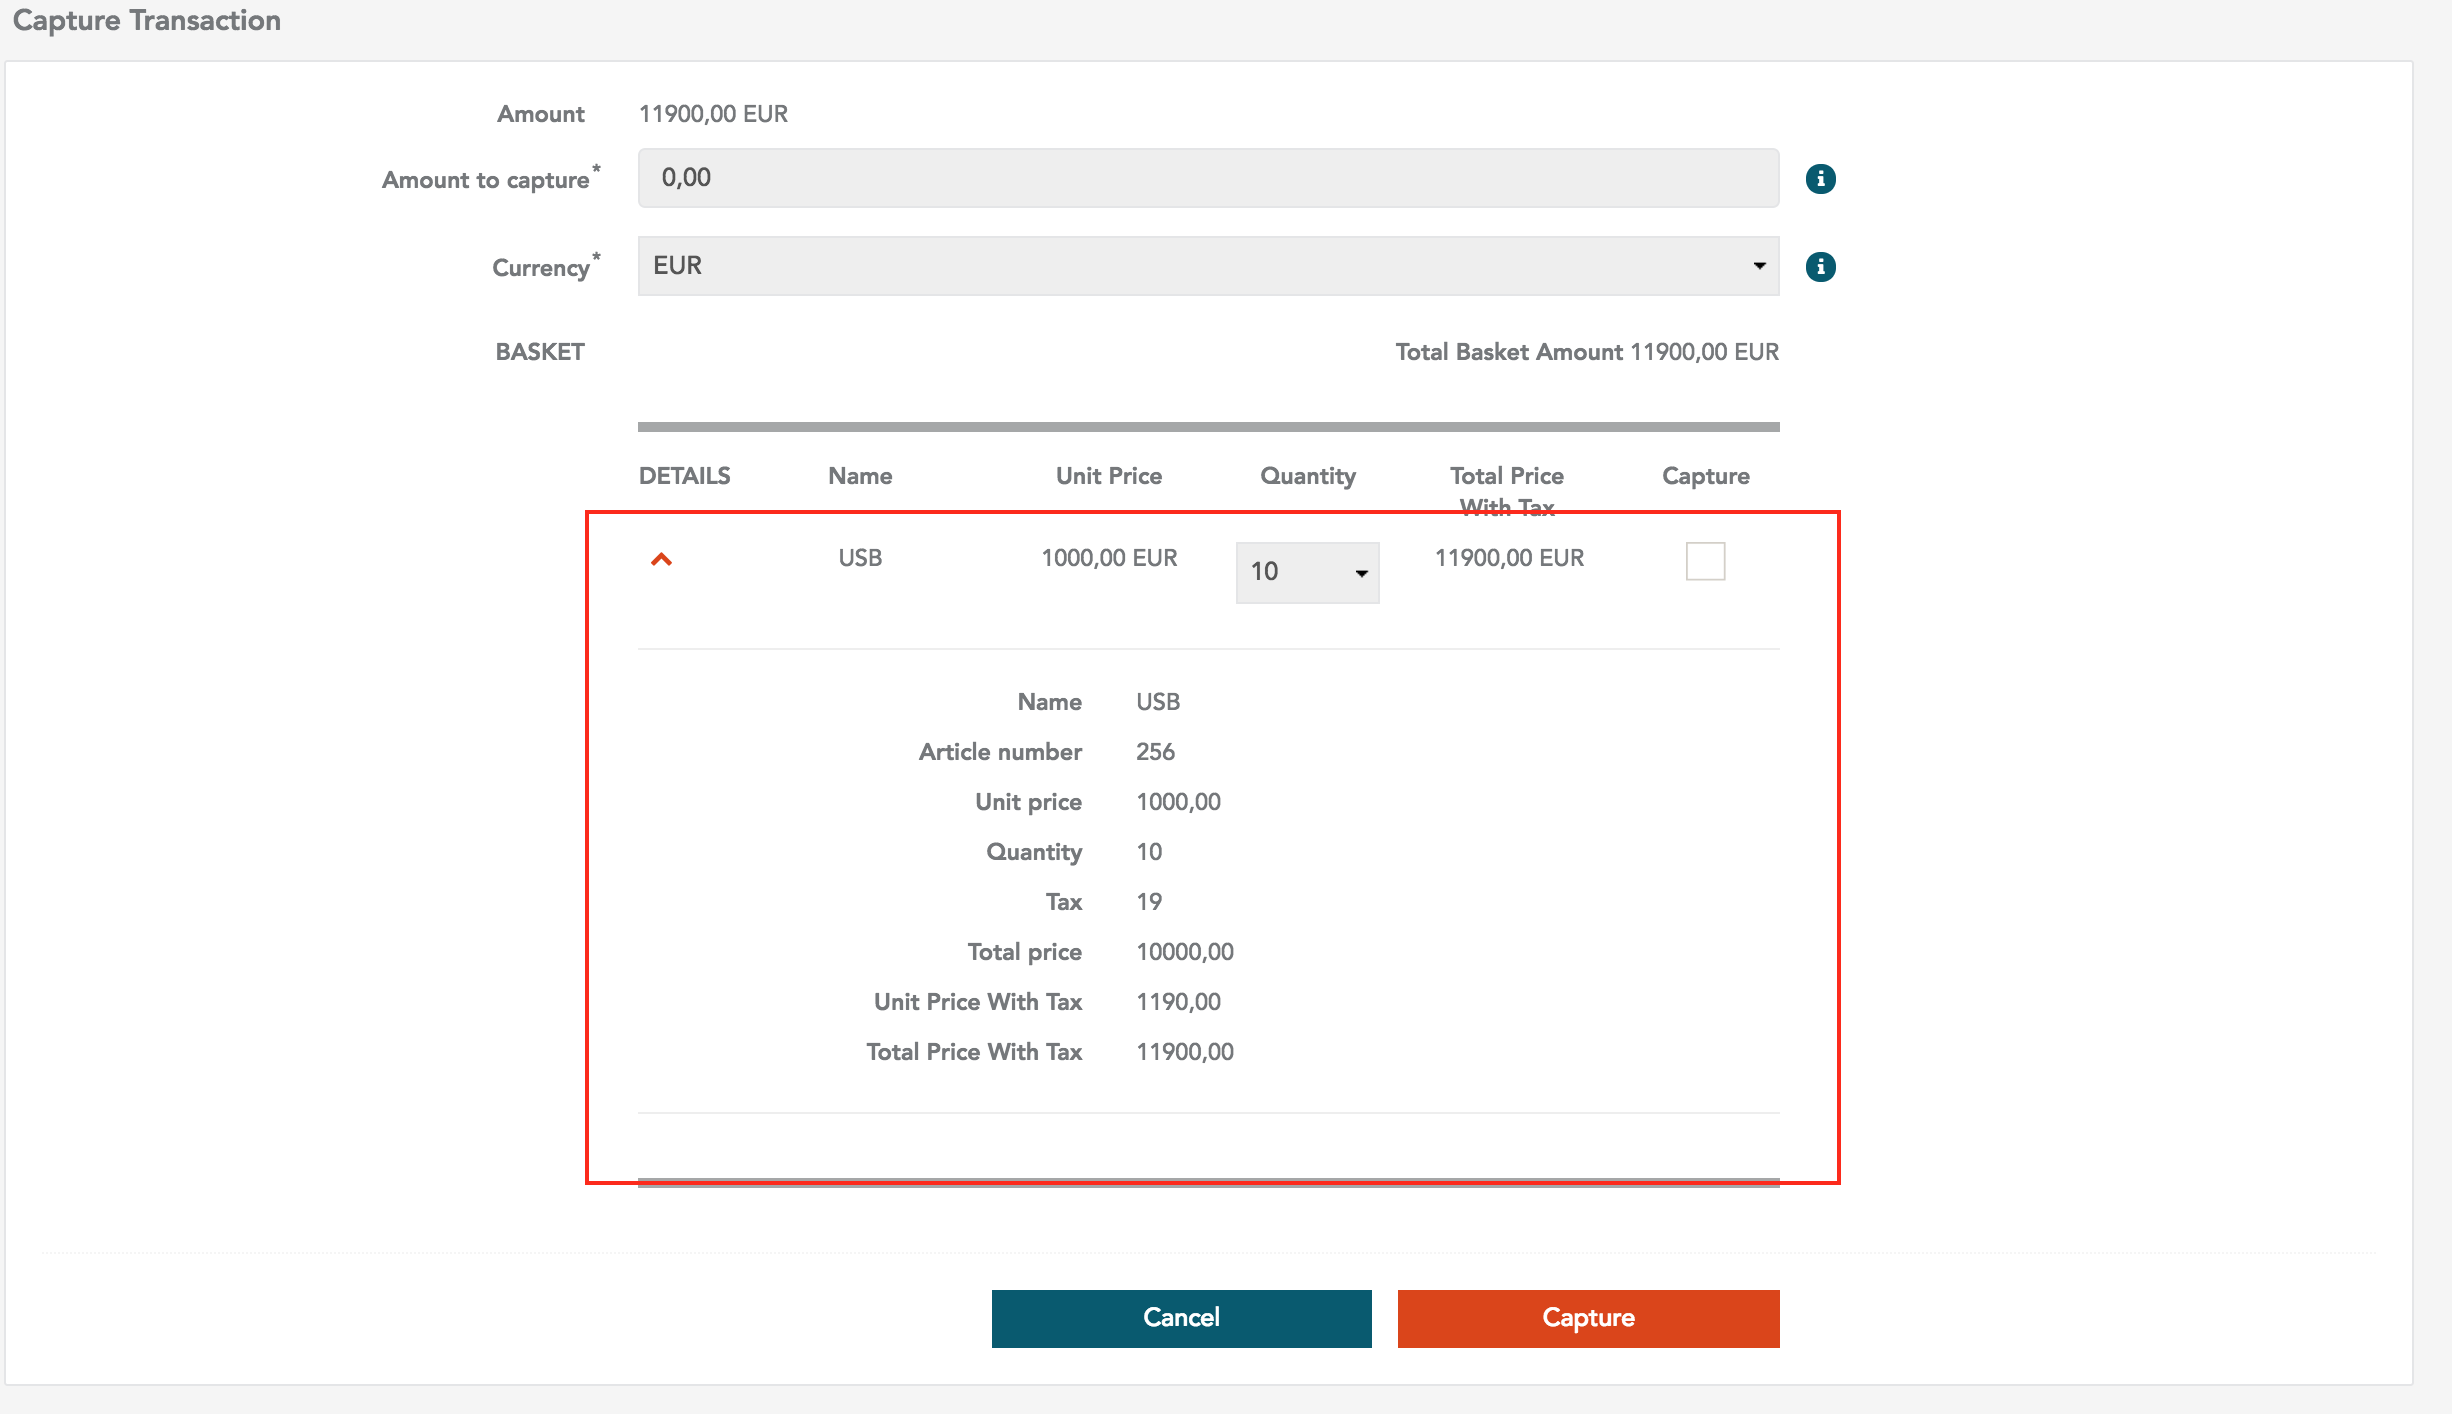 Capture Transaction
Amount 11900,00 EUR
Amount to capture* 0,00
Currency* EUR
BASKET Total Basket Amount 11900,00 EUR
DETAILS Name Unit Price Quantity Total Price With Tax Capture
USB 1000,00 EUR 10 11900,00 EUR
Name USB
Article number 256
Unit price 1000,00
Quantity 10
Tax 19
Total price 10000,00
Unit Price With Tax 1190,00
Total Price With Tax 11900,00
Cancel Capture